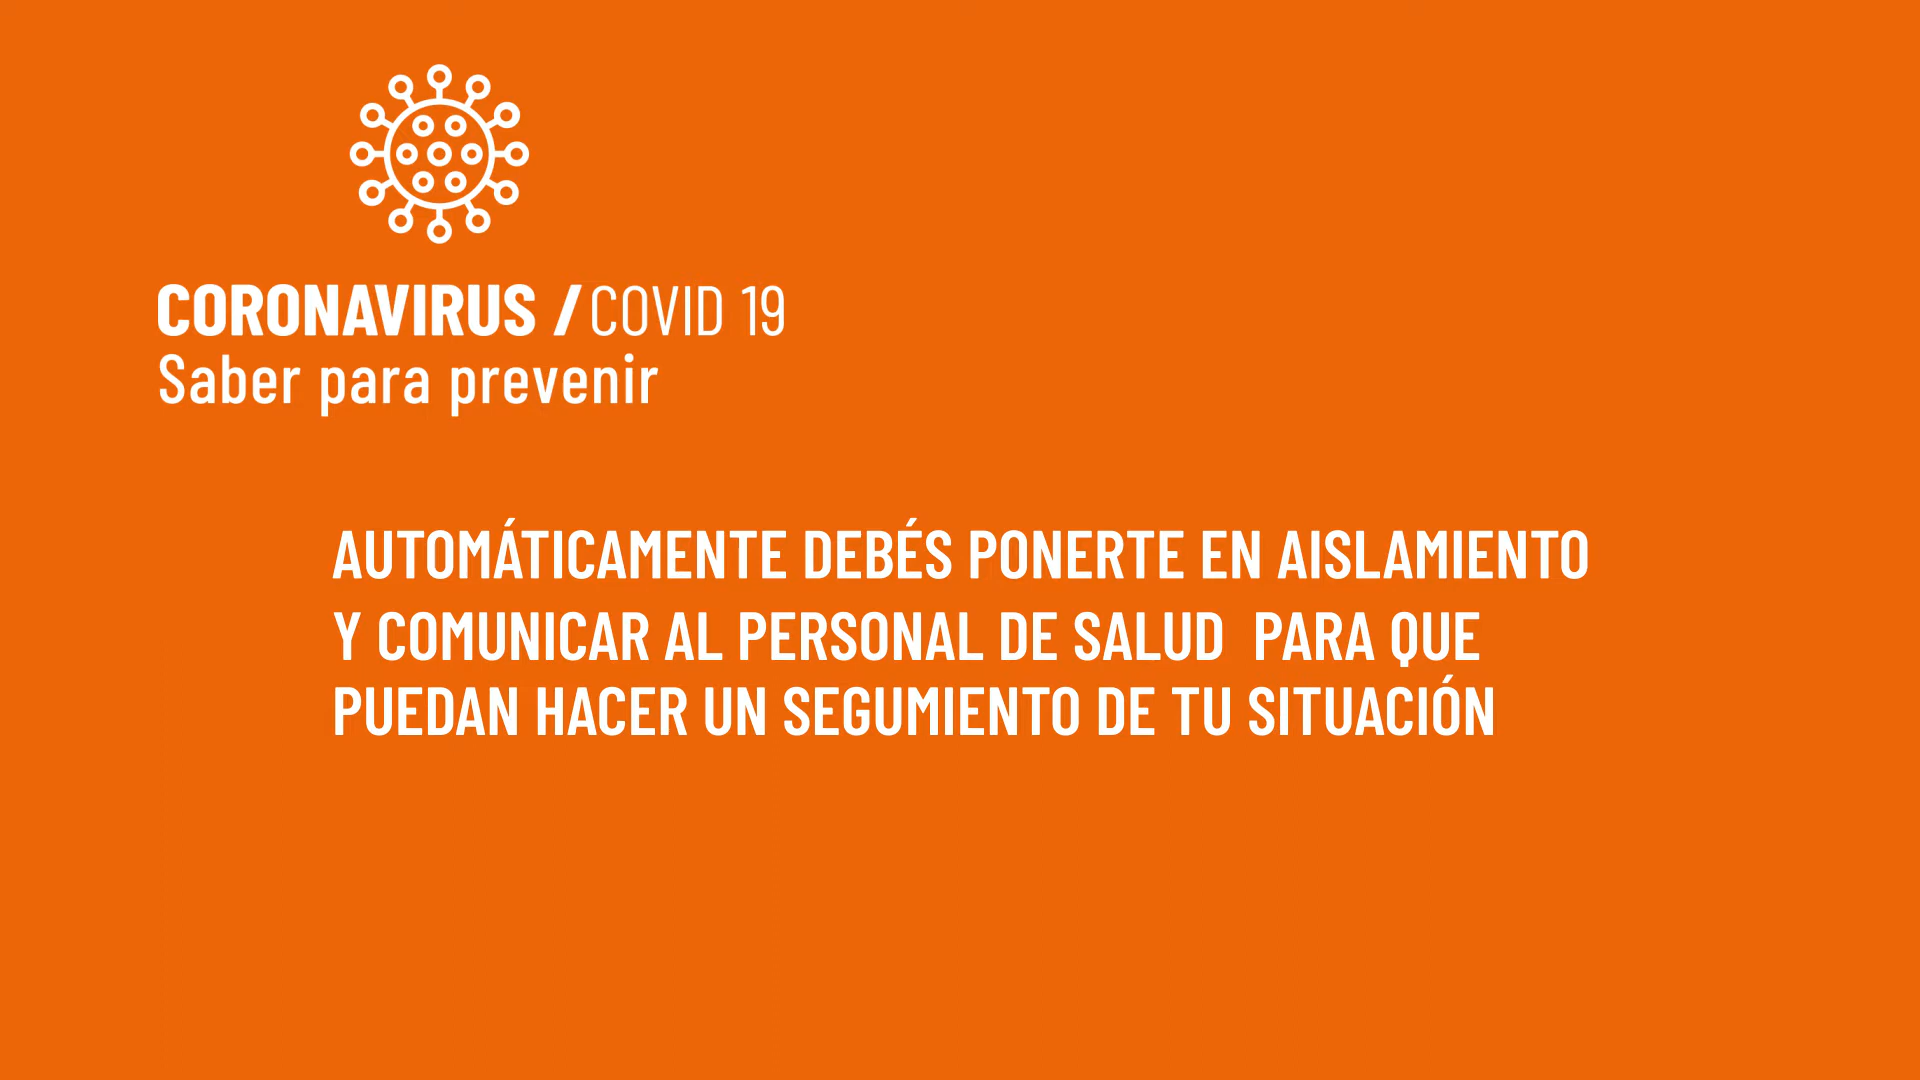 CORONAVIRUS / COVID 19
Saber para prevenir
AUTOMÁTICAMENTE DEBÉS PONERTE EN AISLAMIENTO
Y COMUNICAR AL PERSONAL DE SALUD  PARA QUE
PUEDAN HACER UN SEGUMIENTO DE TU SITUACIÓN